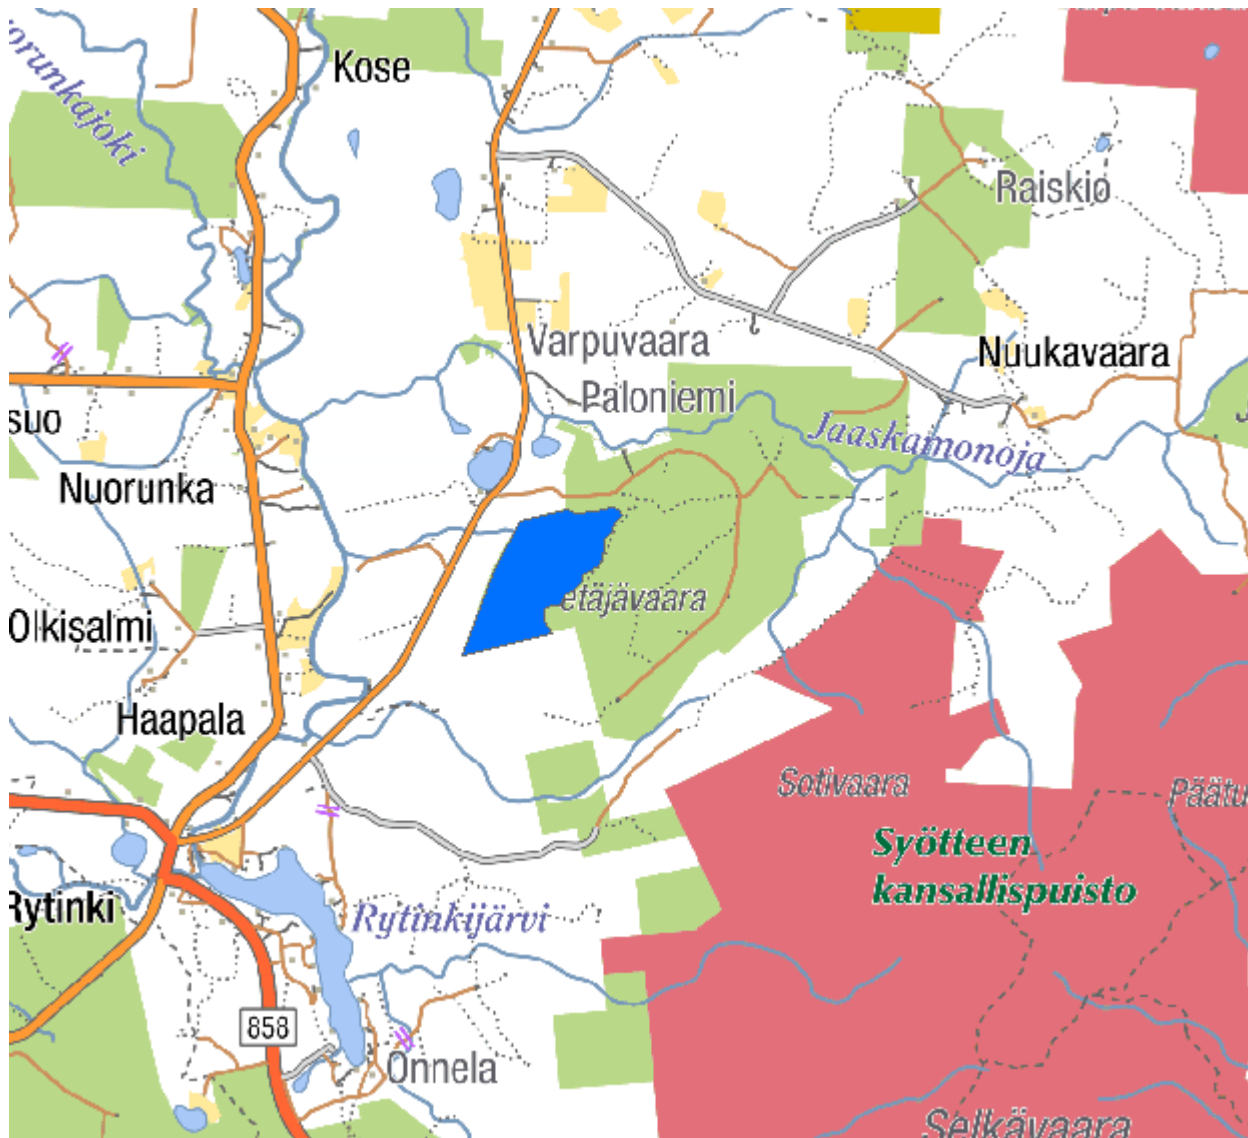 Kose
orunkajoki
Raiskio
Varpuvaara
Nuukavaara
Paloniemi
suo
Jaaskamonoja
Nuorunka
etäjävaara
Olkisalmi
Haapala
Sotivaara
Päätu
Syötteen
kansallispuisto
Rytinki
Rytinkijärvi
858
Onnela
Selkävaara